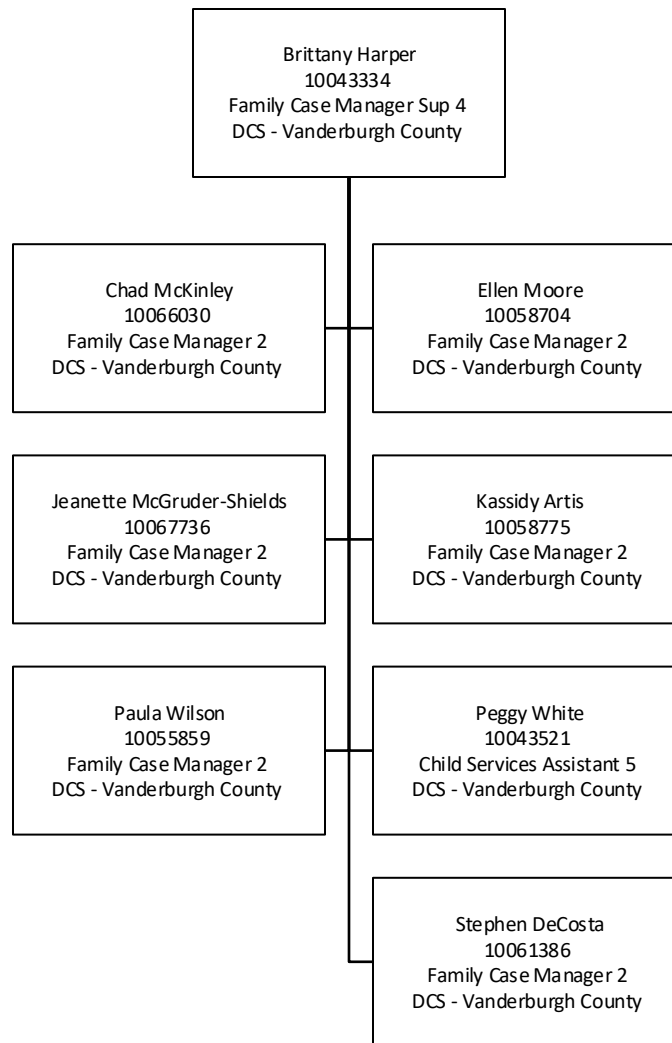 Brittany Harper
10043334
Family Case Manager Sup 4
DCS - Vanderburgh County
Chad McKinley
10066030
Family Case Manager 2
DCS - Vanderburgh County
Ellen Moore
10058704
Family Case Manager 2
DCS - Vanderburgh County
Jeanette McGruder-Shields
10067736
Family Case Manager 2
DCS - Vanderburgh County
Kassidy Artis
10058775
Family Case Manager 2
DCS - Vanderburgh County
Paula Wilson
10055859
Family Case Manager 2
DCS - Vanderburgh County
Peggy White
10043521
Child Services Assistant 5
DCS - Vanderburgh County
Stephen DeCosta
10061386
Family Case Manager 2
DCS - Vanderburgh County